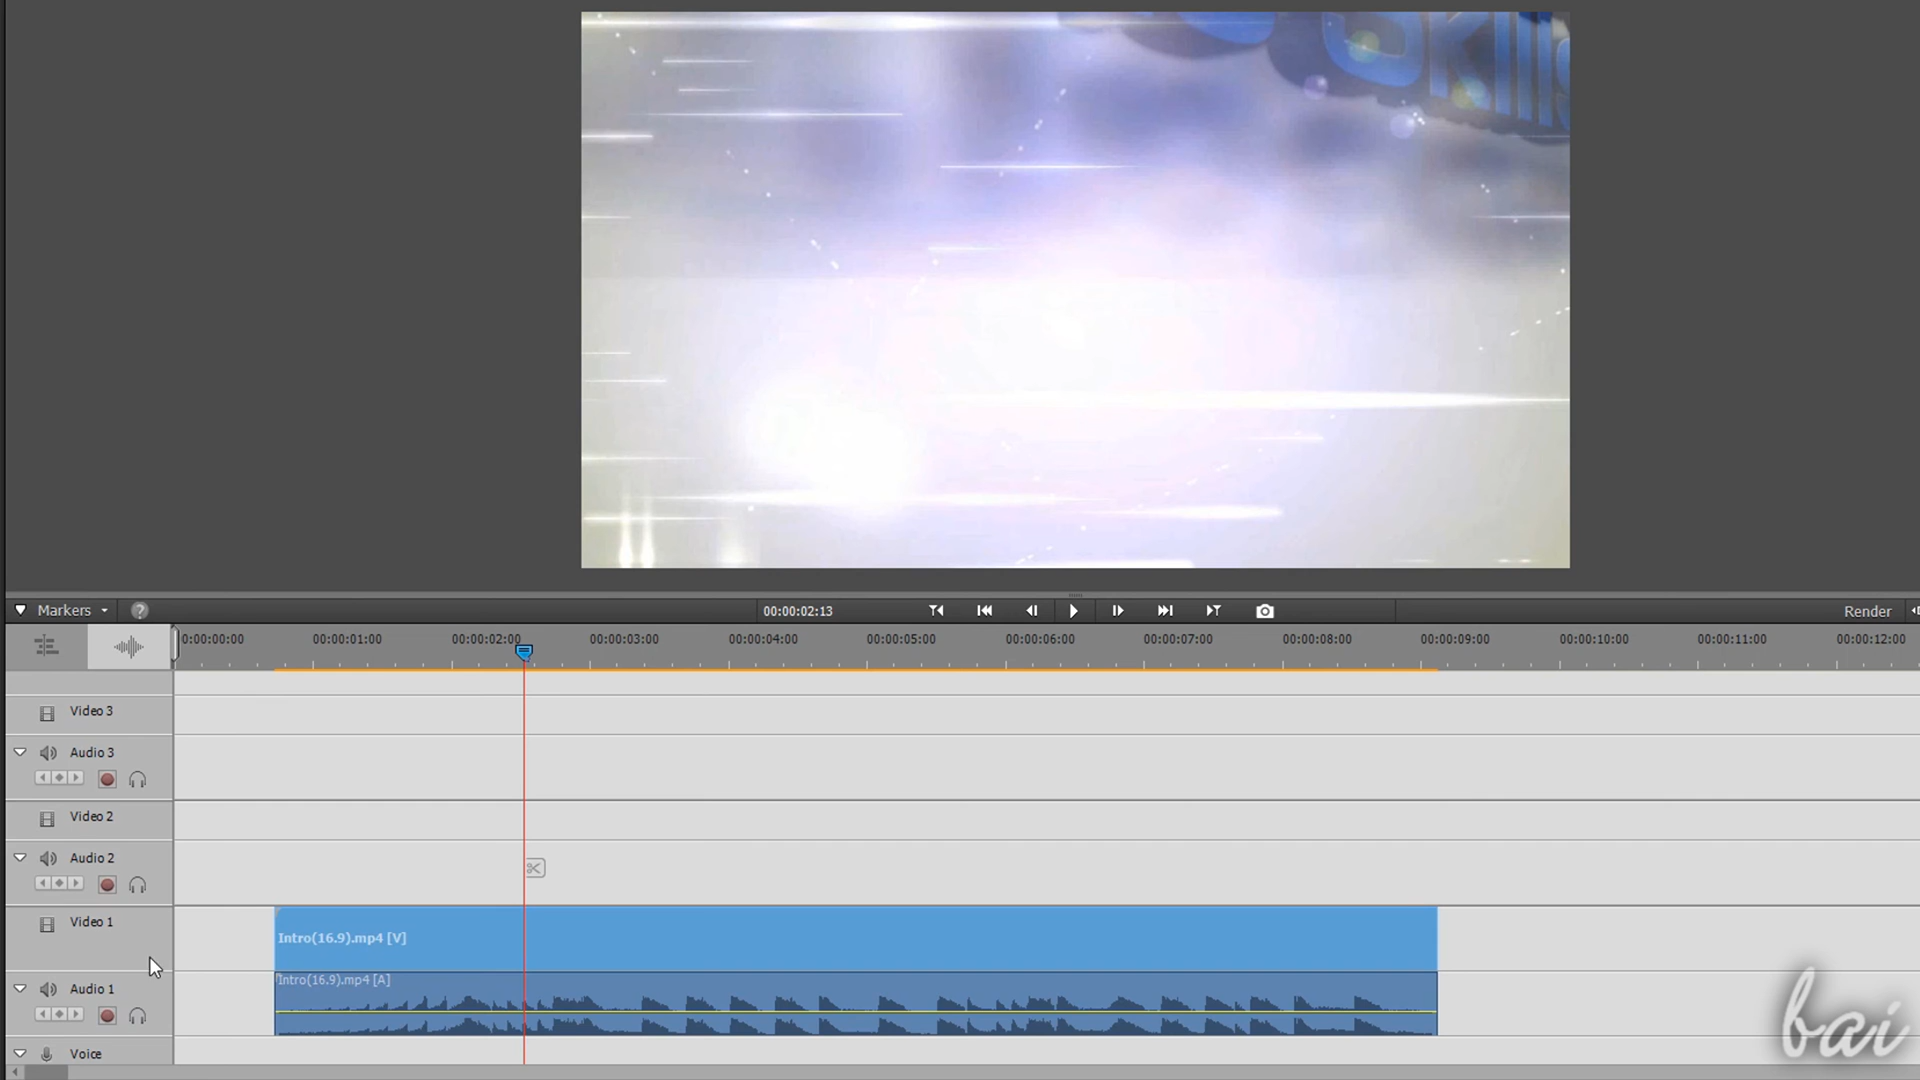 Markers
?
00:00:02:13
Render
0:00:00:00
00:00:01:00
00:00:02:00
00:00:03:00
00:00:04:00
00:00:05:00
00:00:06:00
00:00:07:00
00:00:08:00
00:00:09:00
00:00:10:00
00:00:11:00
00:00:12:00
Video 3
Audio 3
Video 2
Audio 2
Video 1
Intro(16.9).mp4 [V]
Intro(16.9).mp4 [A]
Audio 1
Voice
bai